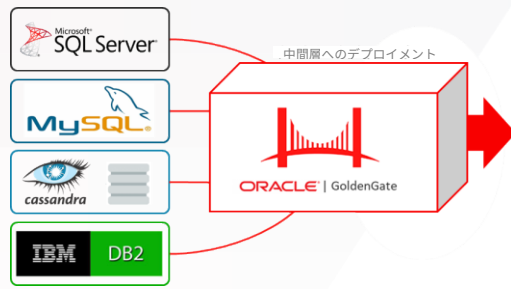 Microsoft®
SQL Server®
MySQL®
cassandra
IBM
DB2
中間層へのデプロイメント
ORACLE® | GoldenGate